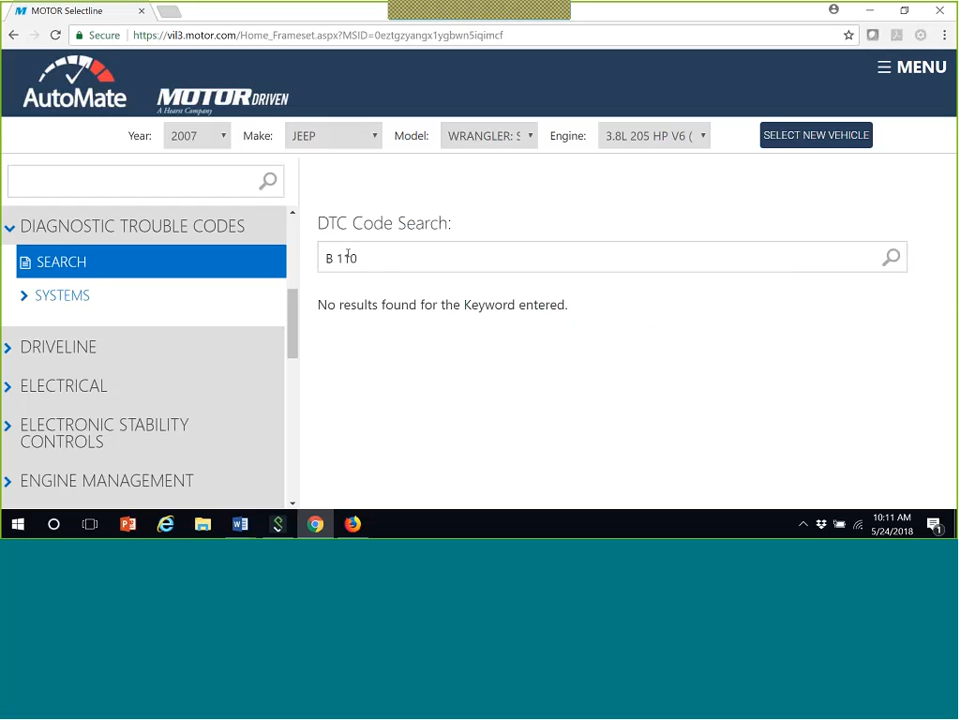 MOTOR Selectline
Secure https://vil3.motor.com/Home_Frameset.aspx?MSID=0eztgzyangx1ygbwn5iqimcf
AutoMate
MOTOR DRIVEN
A Hearst Company
MENU
Year: 2007 Make: JEEP Model: WRANGLER: S Engine: 3.8L 205 HP V6 ( SELECT NEW VEHICLE
DIAGNOSTIC TROUBLE CODES
SEARCH
SYSTEMS
DRIVELINE
ELECTRICAL
ELECTRONIC STABILITY
CONTROLS
ENGINE MANAGEMENT
DTC Code Search:
B 110
No results found for the Keyword entered.
10:11 AM
5/24/2018
1